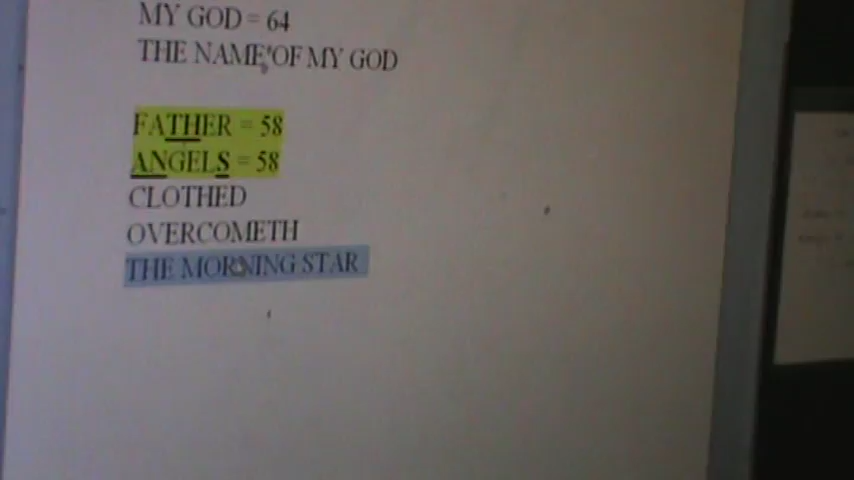 MY GOD = 64
THE NAME OF MY GOD
FATHER = 58
ANGELS = 58
CLOTHED
OVERCOMETH
THE MORNING STAR